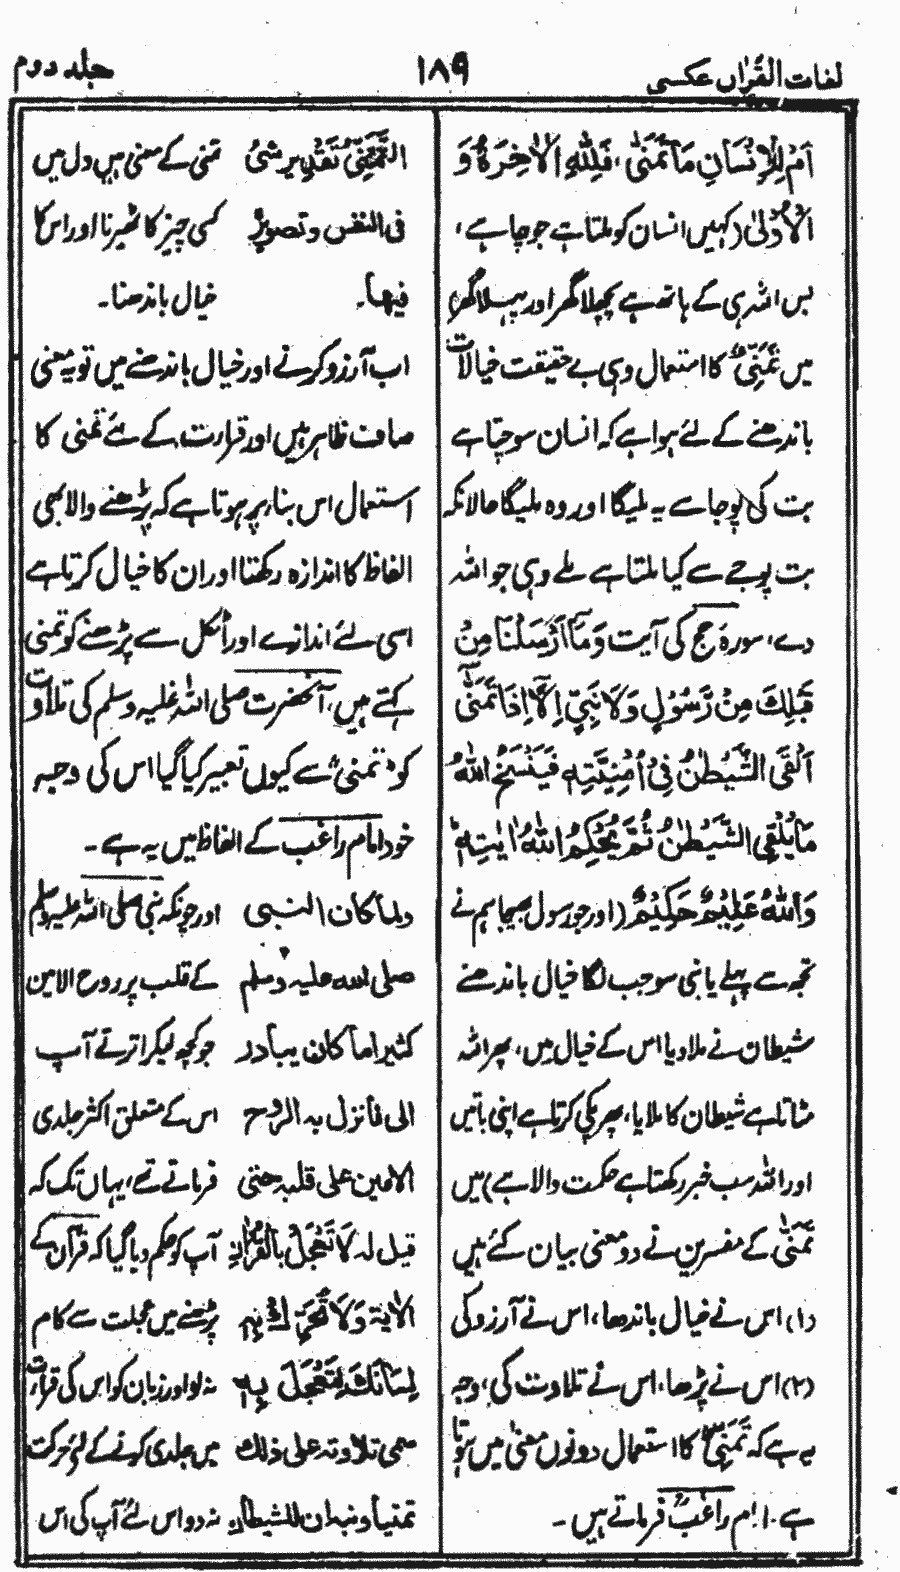 لغات القرآن عکسی
۱۸۹
جلد دوم
اَمْ لِلْاِنْسَانِ مَا تَمَنّٰى، فَلِلّٰهِ الْاٰخِرَةُ وَ
الْاُوْلٰى (کہیں انسان کو ملتا ہے جو چاہے،
بس اللہ ہی کے ہاتھ ہے پچھلا گھر اور پہلا گھر)
میں تَمَنِّیْ کا استعمال وہی بے حقیقت خیالات
باندھنے کے لئے ہوا ہے کہ انسان سوچتا ہے
بت کی پوجا سے یہ ملیگا اور وہ ملیگا حالانکہ
بت پوجے سے کیا ملتا ہے ملے وہی جو اللہ
دے، سورۃ حج کی آیت وَمَآ اَرْسَلْنَا مِنْ
قَبْلِكَ مِنْ رَّسُوْلٍ وَّلَا نَبِيٍّ اِلَّآ اِذَا تَمَنّٰٓى
اَلْقَى الشَّيْطٰنُ فِيْٓ اُمْنِيَّتِهٖ فَيَنْسَخُ اللّٰهُ
مَا يُلْقِي الشَّيْطٰنُ ثُمَّ يُحْكِمُ اللّٰهُ اٰيٰتِهٖ
وَاللّٰهُ عَلِيْمٌ حَكِيْمٌ (اور جو رسول بھیجا ہم نے
تجھ سے پہلے یا نبی سو جب لگا خیال باندھنے
شیطان نے ملا دیا اس کے خیال میں، پھر اللہ
مٹاتا ہے شیطان کا ملایا، پھر پکی کرتا ہے اپنی باتیں
اور اللہ سب خبر رکھتا ہے حکمت والا ہے) میں
تَمَنّٰى کے مفسرین نے دو معنی بیان کئے ہیں
(۱) اس نے خیال باندھا، اس نے آرزو کی
(۲) اس نے پڑھا، اس نے تلاوت کی، وجہ
یہ ہے کہ تَمَنِّیْ کا استعمال دونوں معنی میں ہوتا
ہے۔ امام راغب فرماتے ہیں۔
التَّمَنِّیْ تَقْدِیر شئ تمنی کے معنی ہیں دل میں
فی النفس وتصویر کسی چیز کا ٹھیرنا اور اس کا
فیھا۔ خیال باندھنا۔
اب آرزو کرنے اور خیال باندھنے میں تو یہ معنی
صاف ظاہر ہیں اور قرارت کے لئے تمنی کا
استعمال اس بنا پر ہوتا ہے کہ پڑھنے والا بھی
الفاظ کا اندازہ رکھتا اور ان کا خیال کرتا ہے
اسی لئے اندازے اور اٹکل سے پڑھنے کو تمنی
کہتے ہیں، آنحضرت صلی اللہ علیہ وسلم کی تلاوت
کو "تمنی" سے کیوں تعبیر کیا گیا اس کی وجہ
خود امام راغب کے الفاظ میں یہ ہے۔
ولما کان النبی اور چونکہ نبی صلی اللہ علیہ وسلم
صلی اللہ علیہ وسلم کے قلب پر روح الامین
کثیرا ما کان یبادر جو کچھ لیکر اترتے آپ
الی ما نزل بہ الروح اس کے متعلق اکثر جلدی
الامین علی قلبہ حتی فرماتے تھے، یہاں تک کہ
قیل لہ لَا تَعْجَلْ بِالْقُرْاٰنِ آپ کو حکم دیا گیا کہ قرآن کے
الاٰیۃ وَلَا تُحَرِّكْ بِهٖ پڑھنے میں عجلت سے کام
لِسَانَكَ لِتَعْجَلَ بِهٖ نہ لو اور زبان کو اس کی قرات
سمی تلاوتہ علی ذلك میں جلدی کرنے کے لئے حرکت
تمنیا ونبہ ان للشیطان نہ دو اس لئے آپ کی اس